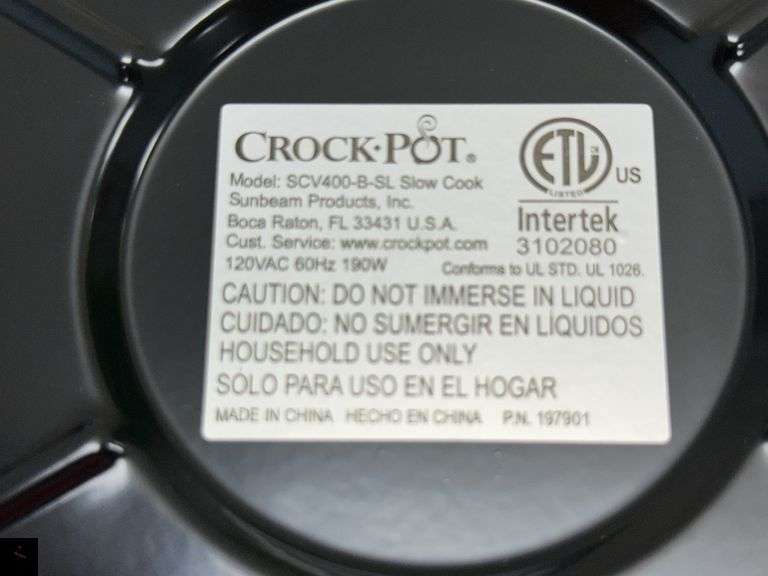 CROCK·POT®
Model: SCV400-B-SL Slow Cook
Sunbeam Products, Inc.
Boca Raton, FL 33431 U.S.A.
Cust. Service: www.crockpot.com
120VAC 60Hz 190W
ETL
LISTED
US
Intertek
3102080
Conforms to UL STD. UL 1026.
CAUTION: DO NOT IMMERSE IN LIQUID
CUIDADO: NO SUMERGIR EN LÍQUIDOS
HOUSEHOLD USE ONLY
SÓLO PARA USO EN EL HOGAR
MADE IN CHINA HECHO EN CHINA P.N. 197901